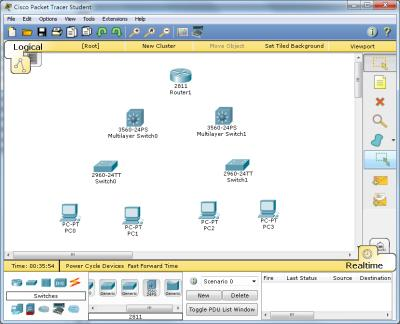 Cisco Packet Tracer Student
File Edit Options View Tools Extensions Help
Logical [Root] New Cluster Move Object Set Tiled Background Viewport
2811
Router1
3560-24PS
Multilayer Switch0
3560-24PS
Multilayer Switch1
2960-24TT
Switch0
2960-24TT
Switch1
PC-PT
PC0
PC-PT
PC1
PC-PT
PC2
PC-PT
PC3
Time: 00:35:54 Power Cycle Devices Fast Forward Time Realtime
Switches
Generic Generic
2811
Scenario 0
New Delete
Toggle PDU List Window
Fire Last Status Source Destination